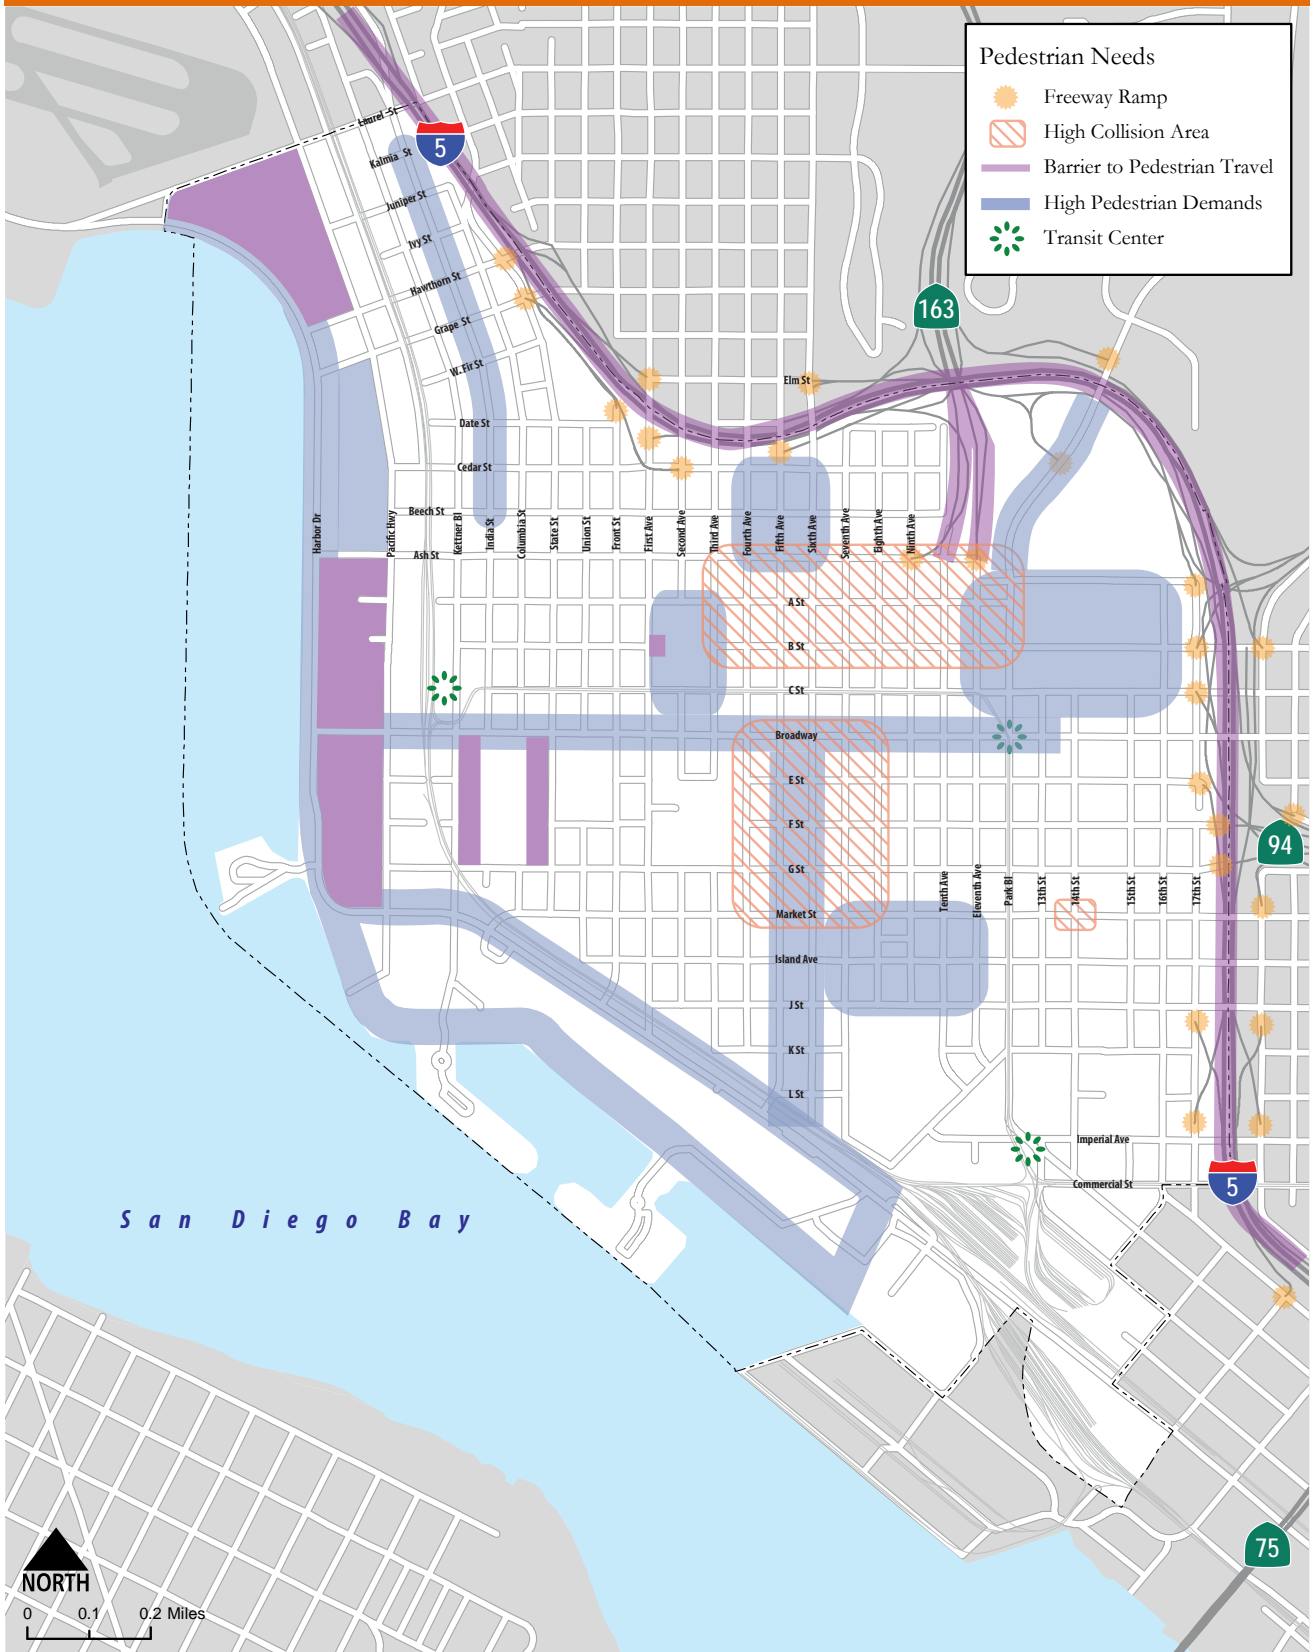 Pedestrian Needs
Freeway Ramp
High Collision Area
Barrier to Pedestrian Travel
High Pedestrian Demands
Transit Center
Laurel St
5
Kalmia St
Juniper St
Ivy St
Hawthorn St
163
Grape St
W. Fir St
Elm St
Date St
Cedar St
Beech St
Ash St
Harbor Dr
Pacific Hwy
Kettner Bl
India St
Columbia St
State St
Union St
Front St
First Ave
Second Ave
Third Ave
Fourth Ave
Fifth Ave
Sixth Ave
Seventh Ave
Eighth Ave
Ninth Ave
A St
B St
C St
Broadway
E St
F St
94
G St
Tenth Ave
Eleventh Ave
Park Bl
13th St
14th St
15th St
16th St
17th St
Market St
Island Ave
J St
K St
L St
Imperial Ave
Commercial St
5
San Diego Bay
75
NORTH
0 0.1 0.2 Miles